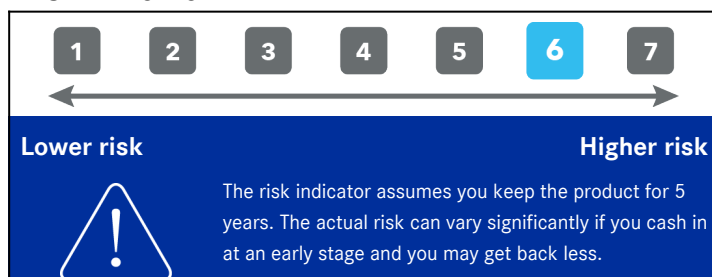 1 2 3 4 5 6 7
Lower risk Higher risk
The risk indicator assumes you keep the product for 5
years. The actual risk can vary significantly if you cash in
at an early stage and you may get back less.